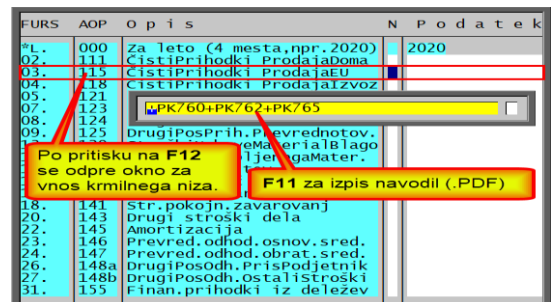 FURS AOP Opis N Podatek
*L. 000 Za leto (4 mesta,npr.2020) 2020
02. 111 ČistiPrihodki ProdajaDoma
03. 115 ČistiPrihodki ProdajaEU
04. 118 ČistiPrihodki ProdajaIzvoz
05. 121
07. 123 +PK760+PK762+PK765
08. 124
09. 125 DrugiPosPrih.Prevrednotov.
Po pritisku na F12
se odpre okno za
vnos krmilnega niza.
F11 za izpis navodil (.PDF)
18. 141 Str.pokojn.zavarovanj
20. 143 Drugi stroški dela
22. 145 Amortizacija
23. 146 Prevred.odhod.osnov.sred.
24. 147 Prevred.odhod.obrat.sred.
26. 148a DrugiPosOdh.PrisPodjetnik
27. 148b DrugiPosOdh.OstaliStroški
31. 155 Finan.prihodki iz deležev